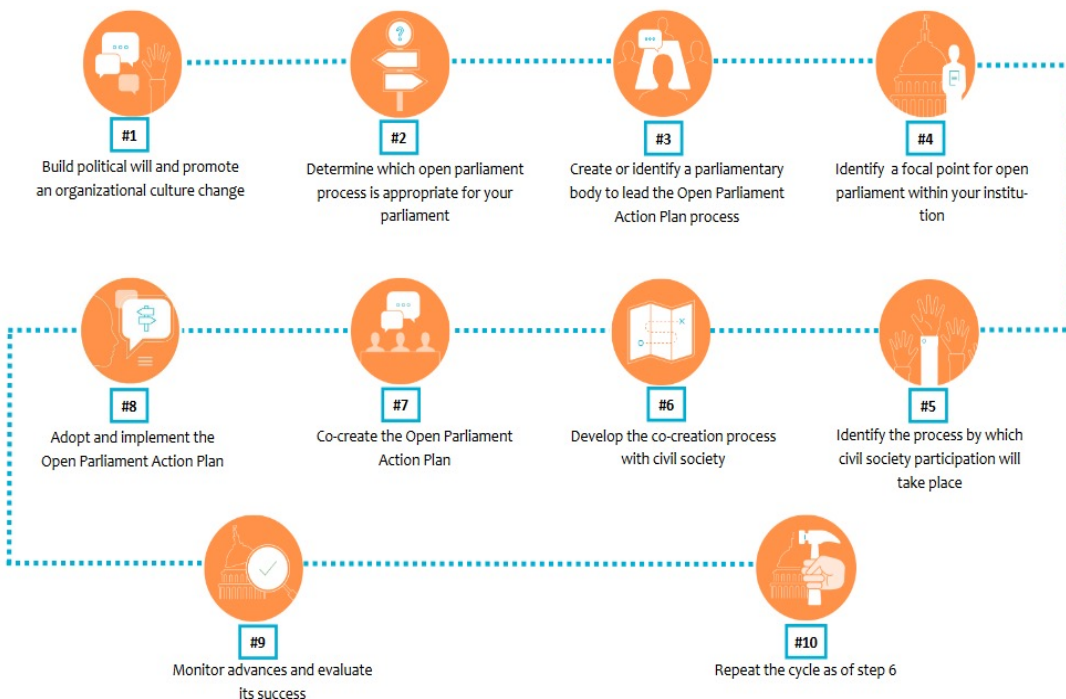 #1
Build political will and promote
an organizational culture change
#2
Determine which open parliament
process is appropriate for your
parliament
#3
Create or identify a parliamentary
body to lead the Open Parliament
Action Plan process
#4
Identify a focal point for open
parliament within your institu-
tion
#5
Identify the process by which
civil society participation will
take place
#6
Develop the co-creation process
with civil society
#7
Co-create the Open Parliament
Action Plan
#8
Adopt and implement the
Open Parliament Action Plan
#9
Monitor advances and evaluate
its success
#10
Repeat the cycle as of step 6